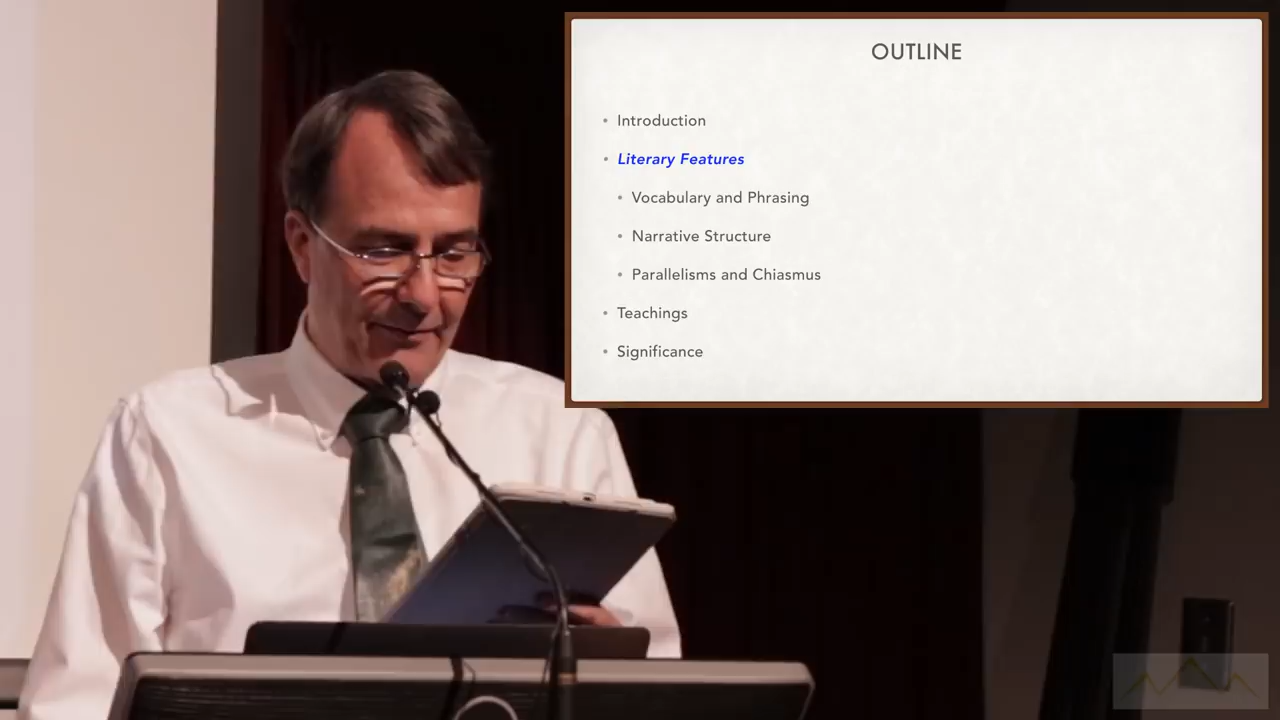 OUTLINE
• Introduction
• Literary Features
• Vocabulary and Phrasing
• Narrative Structure
• Parallelisms and Chiasmus
• Teachings
• Significance